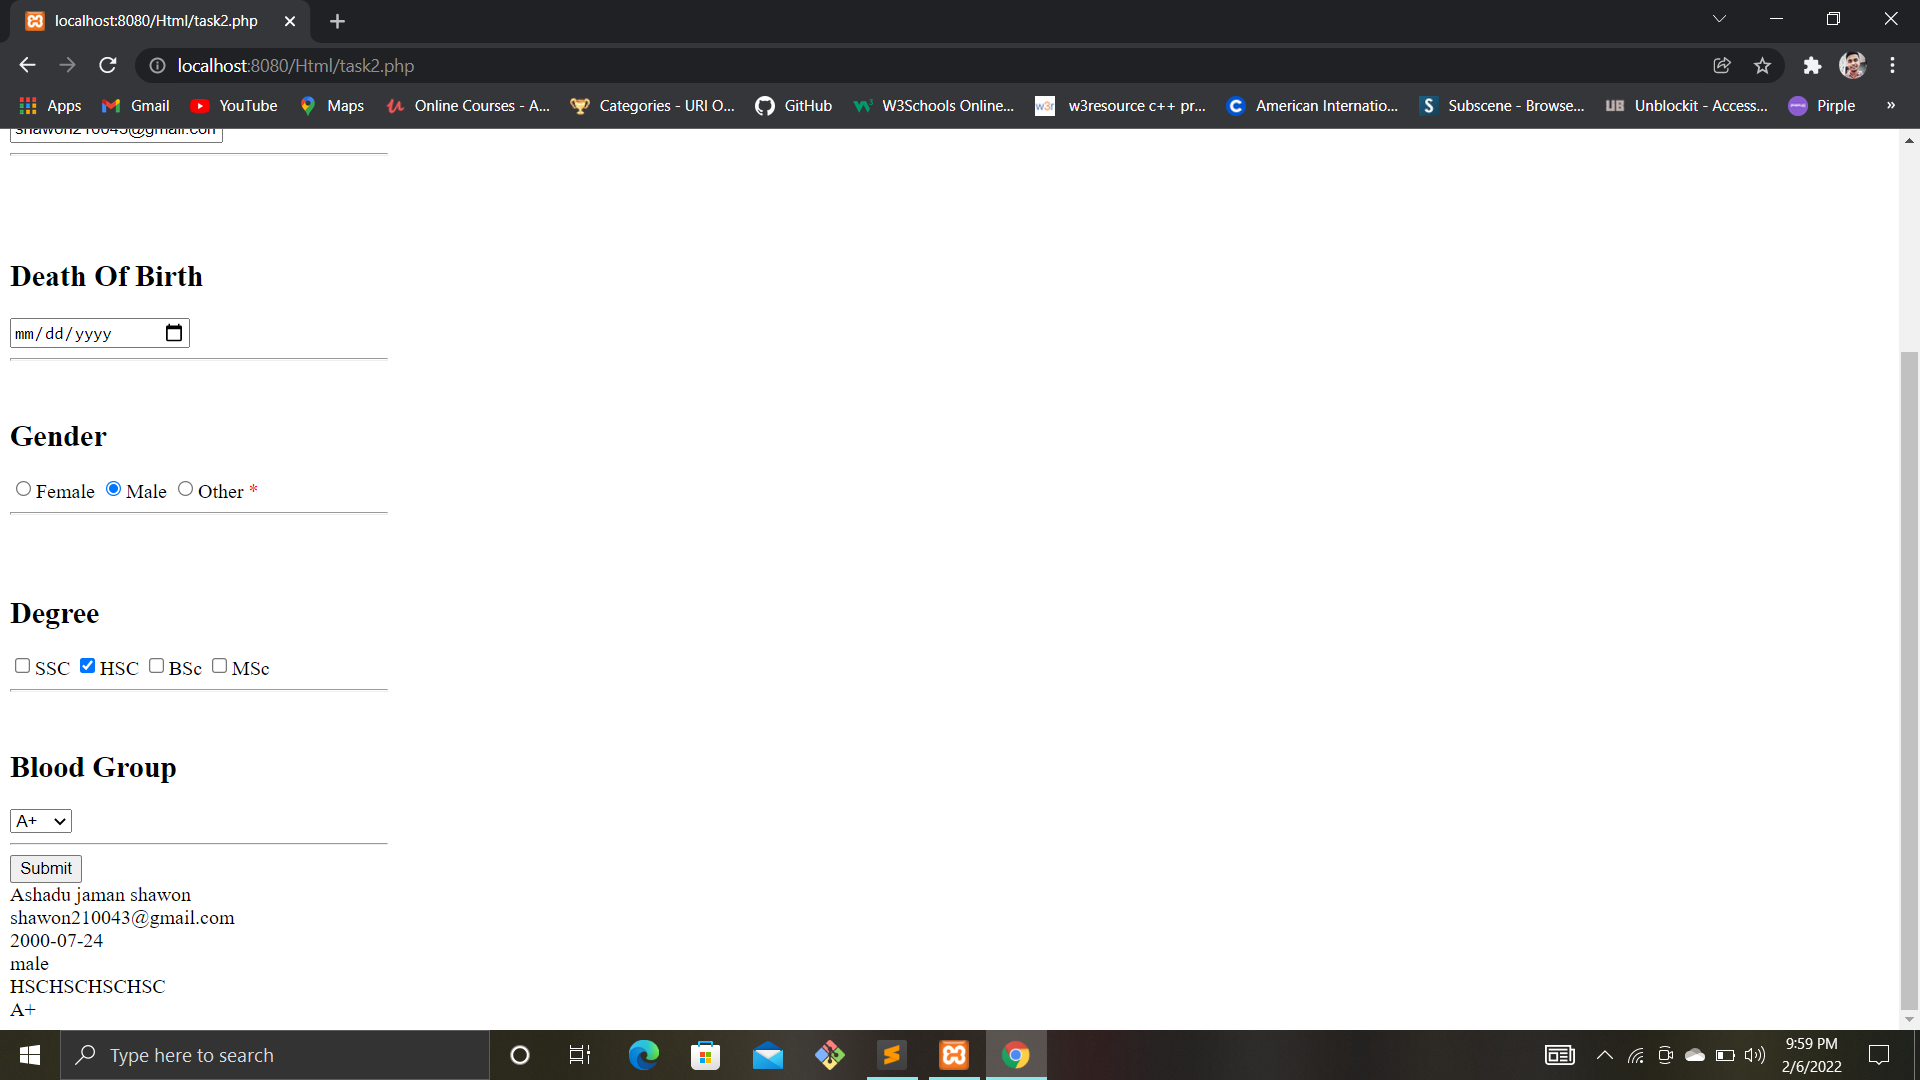 localhost:8080/Html/task2.php
localhost:8080/Html/task2.php
Apps Gmail YouTube Maps Online Courses - A... Categories - URI O... GitHub W3Schools Online... w3resource c++ pr... American Internatio... Subscene - Browse... Unblockit - Access... Pirple »
shawon210043@gmail.con
Death Of Birth
mm/dd/yyyy
Gender
Female Male Other *
Degree
SSC HSC BSc MSc
Blood Group
A+
Submit
Ashadu jaman shawon
shawon210043@gmail.com
2000-07-24
male
HSCHSCHSCHSC
A+
Type here to search
9:59 PM
2/6/2022